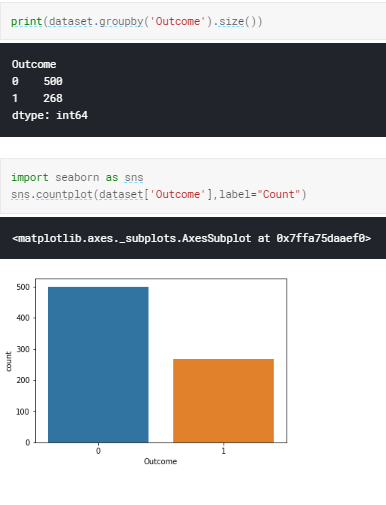 print(dataset.groupby('Outcome').size())
Outcome
0    500
1    268
dtype: int64
import seaborn as sns
sns.countplot(dataset['Outcome'],label="Count")
<matplotlib.axes._subplots.AxesSubplot at 0x7ffa75daaef0>
500
400
300
200
100
0
count
0 1
Outcome